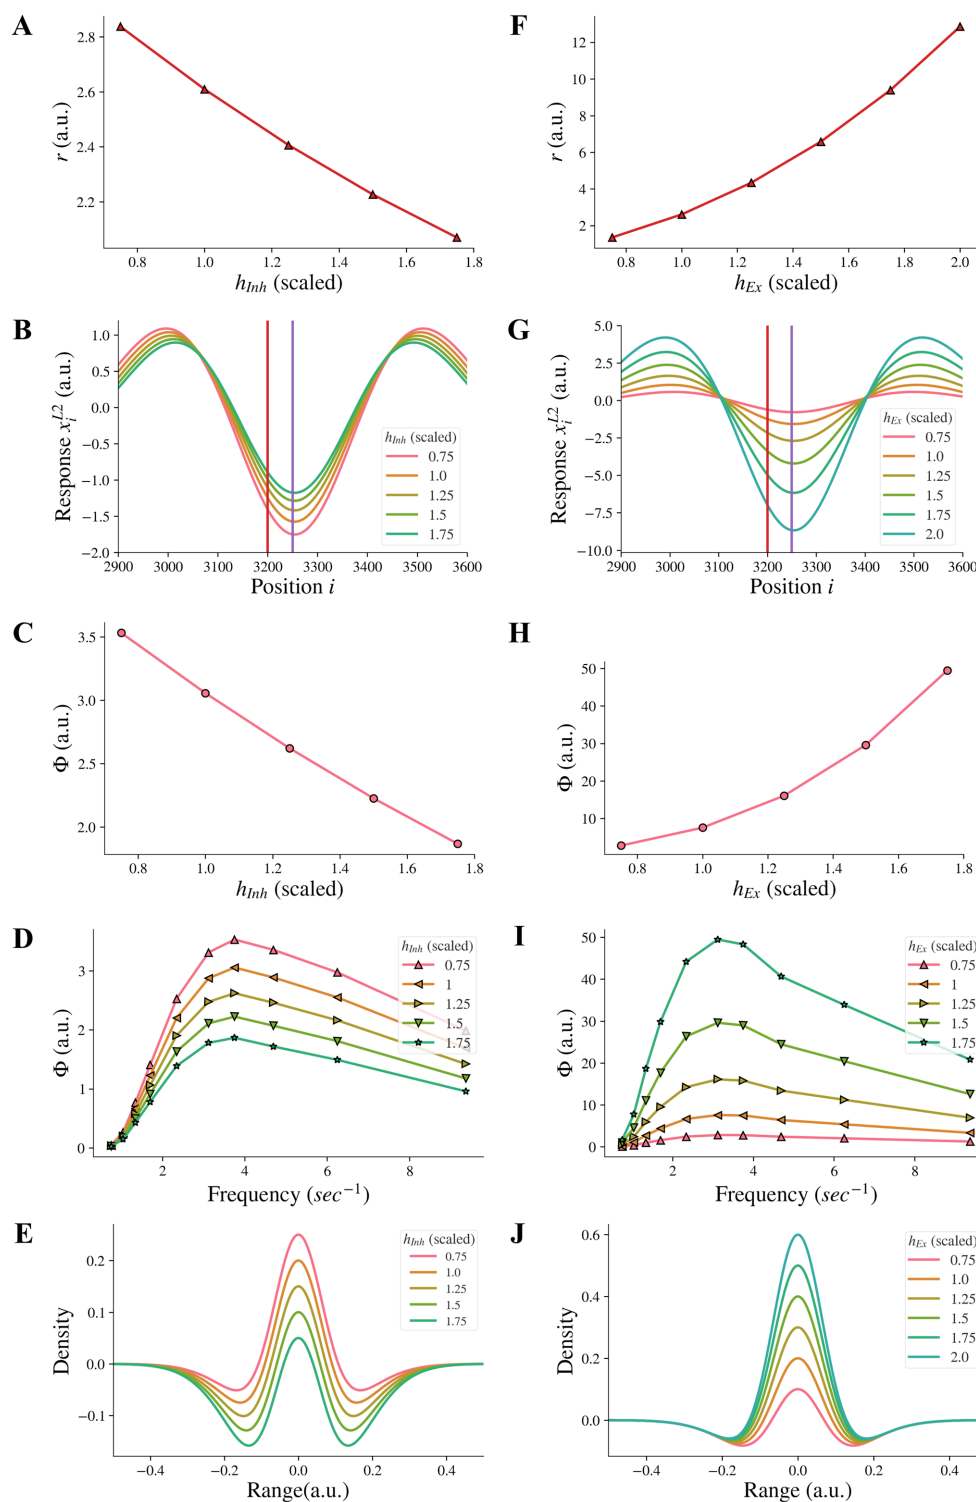 A
r (a.u.)
2.8
2.6
2.4
2.2
0.8 1.0 1.2 1.4 1.6 1.8
h_Inh (scaled)
F
r (a.u.)
12
10
8
6
4
2
0.8 1.0 1.2 1.4 1.6 1.8 2.0
h_Ex (scaled)
B
Response x_i^L2 (a.u.)
1.0
0.5
0.0
−0.5
−1.0
−1.5
−2.0
2900 3000 3100 3200 3300 3400 3500 3600
Position i
h_Inh (scaled)
0.75
1.0
1.25
1.5
1.75
G
Response x_i^L2 (a.u.)
5.0
2.5
0.0
−2.5
−5.0
−7.5
−10.0
2900 3000 3100 3200 3300 3400 3500 3600
Position i
h_Ex (scaled)
0.75
1.0
1.25
1.5
1.75
2.0
C
Φ (a.u.)
3.5
3.0
2.5
2.0
0.8 1.0 1.2 1.4 1.6 1.8
h_Inh (scaled)
H
Φ (a.u.)
50
40
30
20
10
0.8 1.0 1.2 1.4 1.6 1.8
h_Ex (scaled)
D
Φ (a.u.)
3
2
1
0
2 4 6 8
Frequency (sec⁻¹)
h_Inh (scaled)
0.75
1
1.25
1.5
1.75
I
Φ (a.u.)
50
40
30
20
10
0
2 4 6 8
Frequency (sec⁻¹)
h_Ex (scaled)
0.75
1
1.25
1.5
1.75
E
Density
0.2
0.1
0.0
−0.1
−0.4 −0.2 0.0 0.2 0.4
Range(a.u.)
h_Inh (scaled)
0.75
1.0
1.25
1.5
1.75
J
Density
0.6
0.4
0.2
0.0
−0.4 −0.2 0.0 0.2 0.4
Range (a.u.)
h_Ex (scaled)
0.75
1.0
1.25
1.5
1.75
2.0